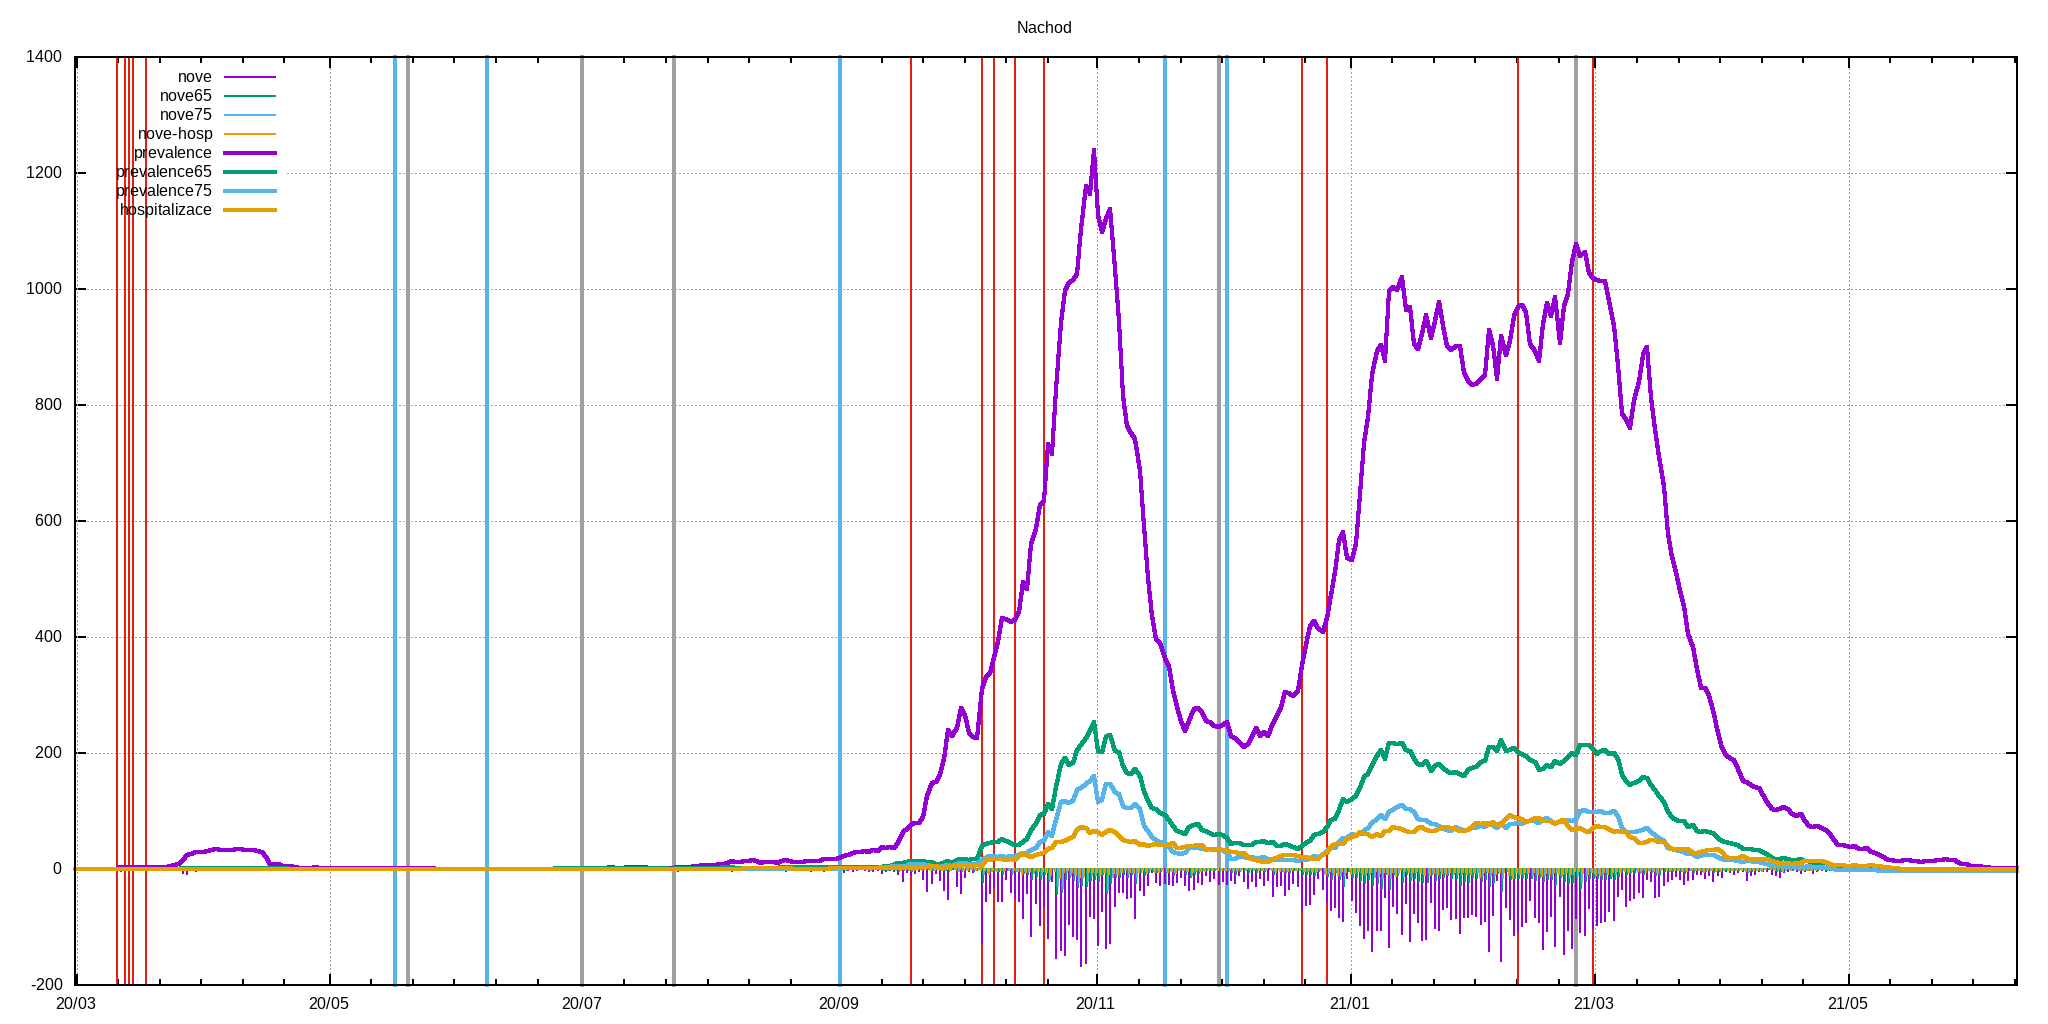 Nachod
1400
1200
1000
800
600
400
200
0
-200
nove
nove65
nove75
nove-hosp
prevalence
prevalence65
prevalence75
hospitalizace
20/03 20/05 20/07 20/09 20/11 21/01 21/03 21/05